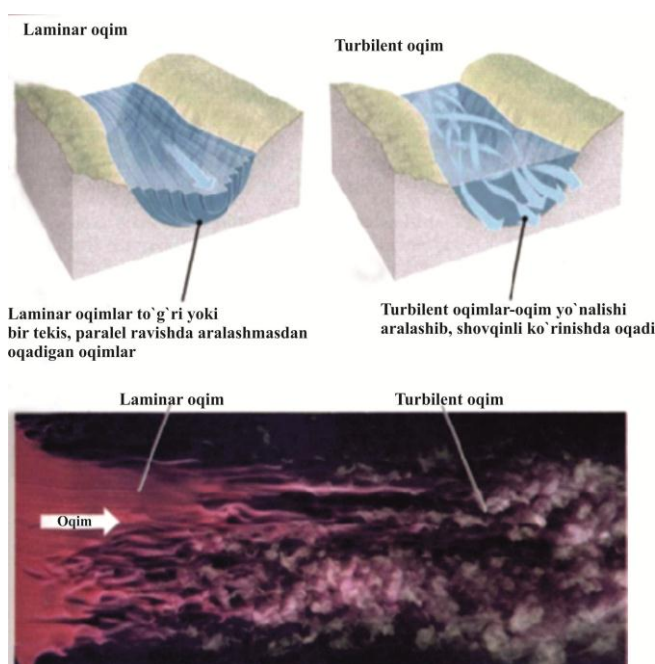 Laminar oqim
Turbilent oqim
Laminar oqimlar to`g`ri yoki
bir tekis, paralel ravishda aralashmasdan
oqadigan oqimlar
Turbilent oqimlar-oqim yo`nalishi
aralashib, shovqinli ko`rinishda oqadi
Laminar oqim
Turbilent oqim
Oqim